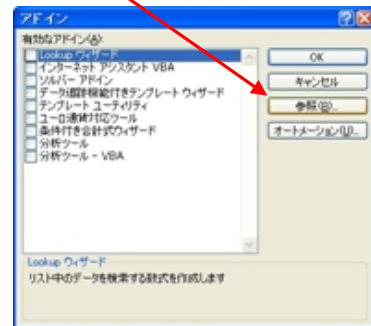 アドイン
有効なアドイン(A):
Lookup ウィザード
インターネット アシスタント VBA
ソルバー アドイン
データ追跡機能付きテンプレート ウィザード
テンプレート ユーティリティ
ユーロ通貨対応ツール
条件付き合計式ウィザード
分析ツール
分析ツール - VBA
OK
キャンセル
参照(B)...
オートメーション(U)...
Lookup ウィザード
リスト中のデータを検索する数式を作成します